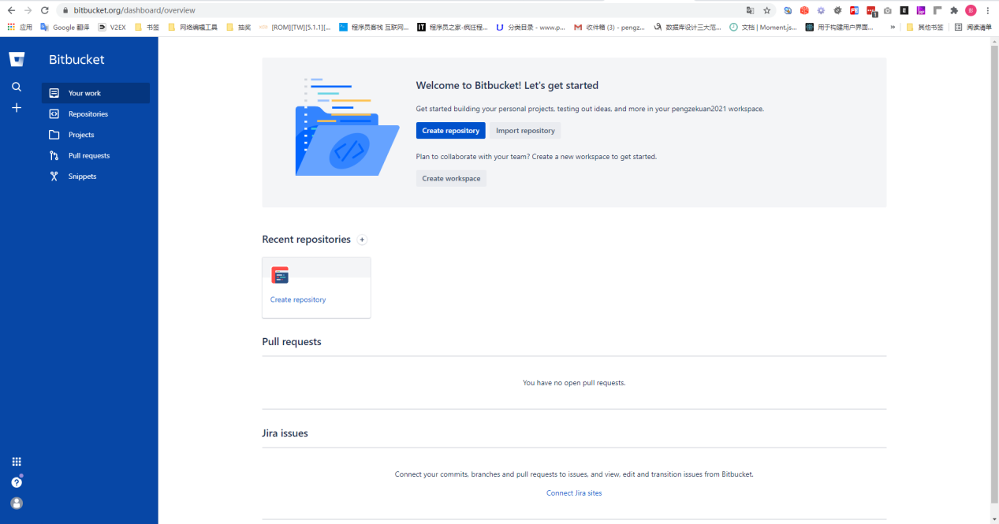 bitbucket.org/dashboard/overview
应用 Google 翻译 V2EX 书签 网络编辑工具 抽奖 [ROM][TW][5.1.1][... 程序员客栈 互联网... 程序员之家-疯狂程... 分类目录 - www.p... 收件箱 (3) - pengz... 数据库设计三大范... 文档 | Moment.js... 用于构建用户界面... » 其他书签 阅读清单
Bitbucket
Your work
Repositories
Projects
Pull requests
Snippets
Welcome to Bitbucket! Let's get started
Get started building your personal projects, testing out ideas, and more in your pengzekuan2021 workspace.
Create repository Import repository
Plan to collaborate with your team? Create a new workspace to get started.
Create workspace
Recent repositories +
Create repository
Pull requests
You have no open pull requests.
Jira issues
Connect your commits, branches and pull requests to issues, and view, edit and transition issues from Bitbucket.
Connect Jira sites